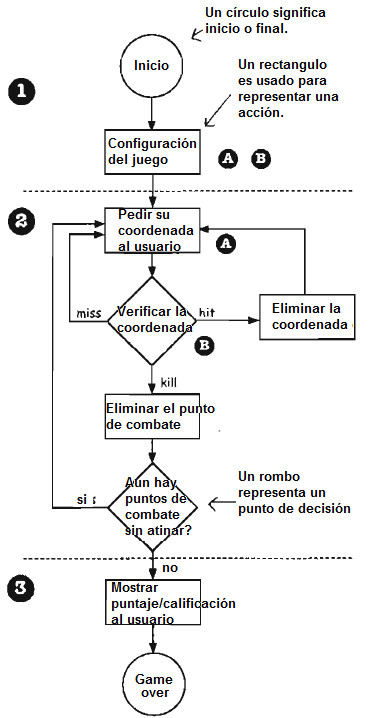 Un círculo significa
inicio o final.
Inicio
Un rectangulo
es usado para
representar una
acción.
1
Configuración
del juego
A B
2
Pedir su
coordenada
al usuario
A
miss
Verificar la
coordenada
hit
Eliminar la
coordenada
B
kill
Eliminar el punto
de combate
Aún hay
puntos de
combate
sin atinar?
si
Un rombo
representa un
punto de decisión
no
3
Mostrar
puntaje/calificación
al usuario
Game
over